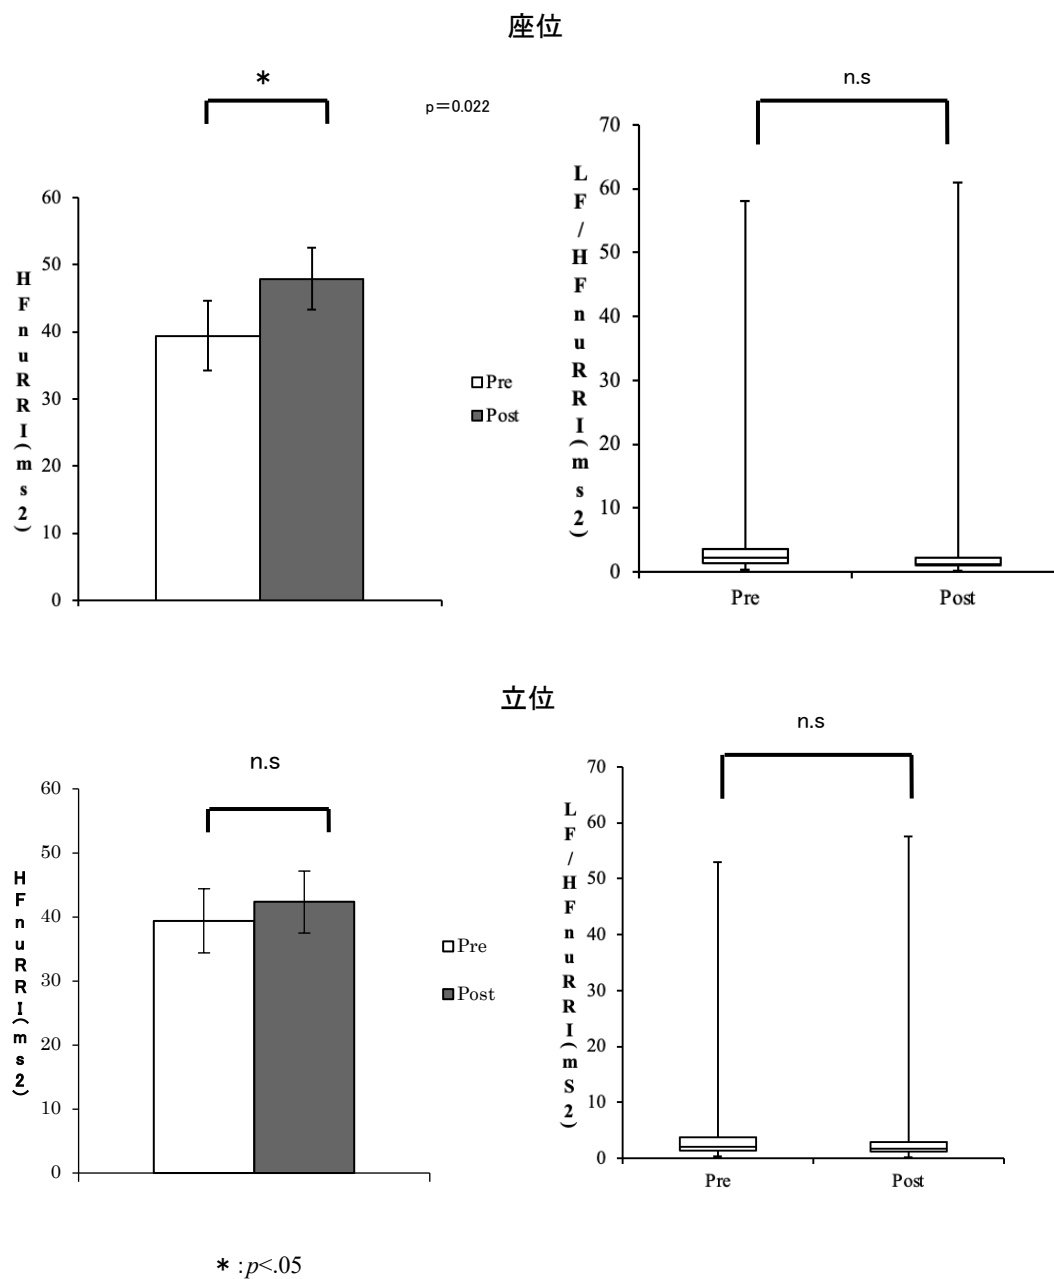 座位
*
p＝0.022
n.s
HFnuRRI(ms2)
60
50
40
30
20
10
0
Pre
Post
LF/HFnuRRI(ms2)
70
60
50
40
30
20
10
0
Pre
Post
立位
n.s
n.s
HFnuRRI(ms2)
60
50
40
30
20
10
0
Pre
Post
LF/HFnuRRI(mS2)
70
60
50
40
30
20
10
0
Pre
Post
* :p<.05